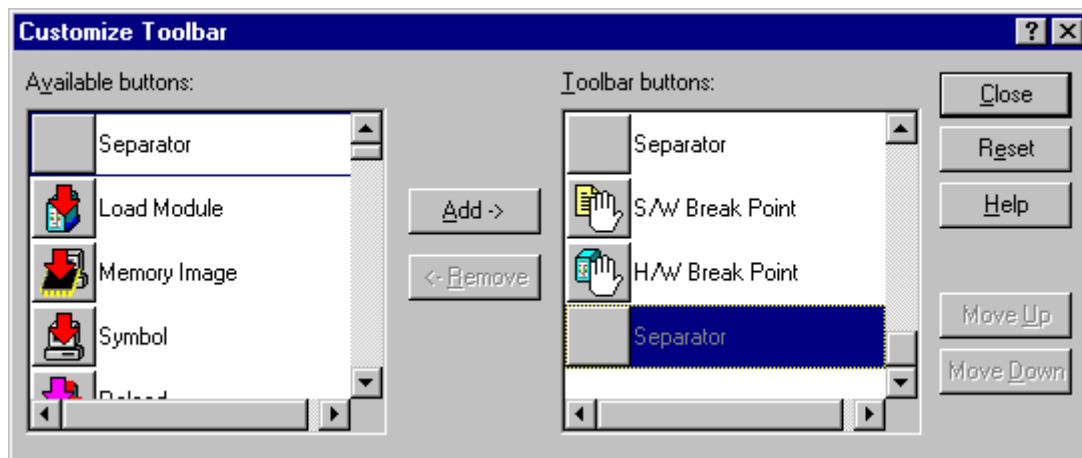 Customize Toolbar
Available buttons:
Separator
Load Module
Memory Image
Symbol
Reload
Add ->
<- Remove
Toolbar buttons:
Separator
S/W Break Point
H/W Break Point
Separator
Close
Reset
Help
Move Up
Move Down